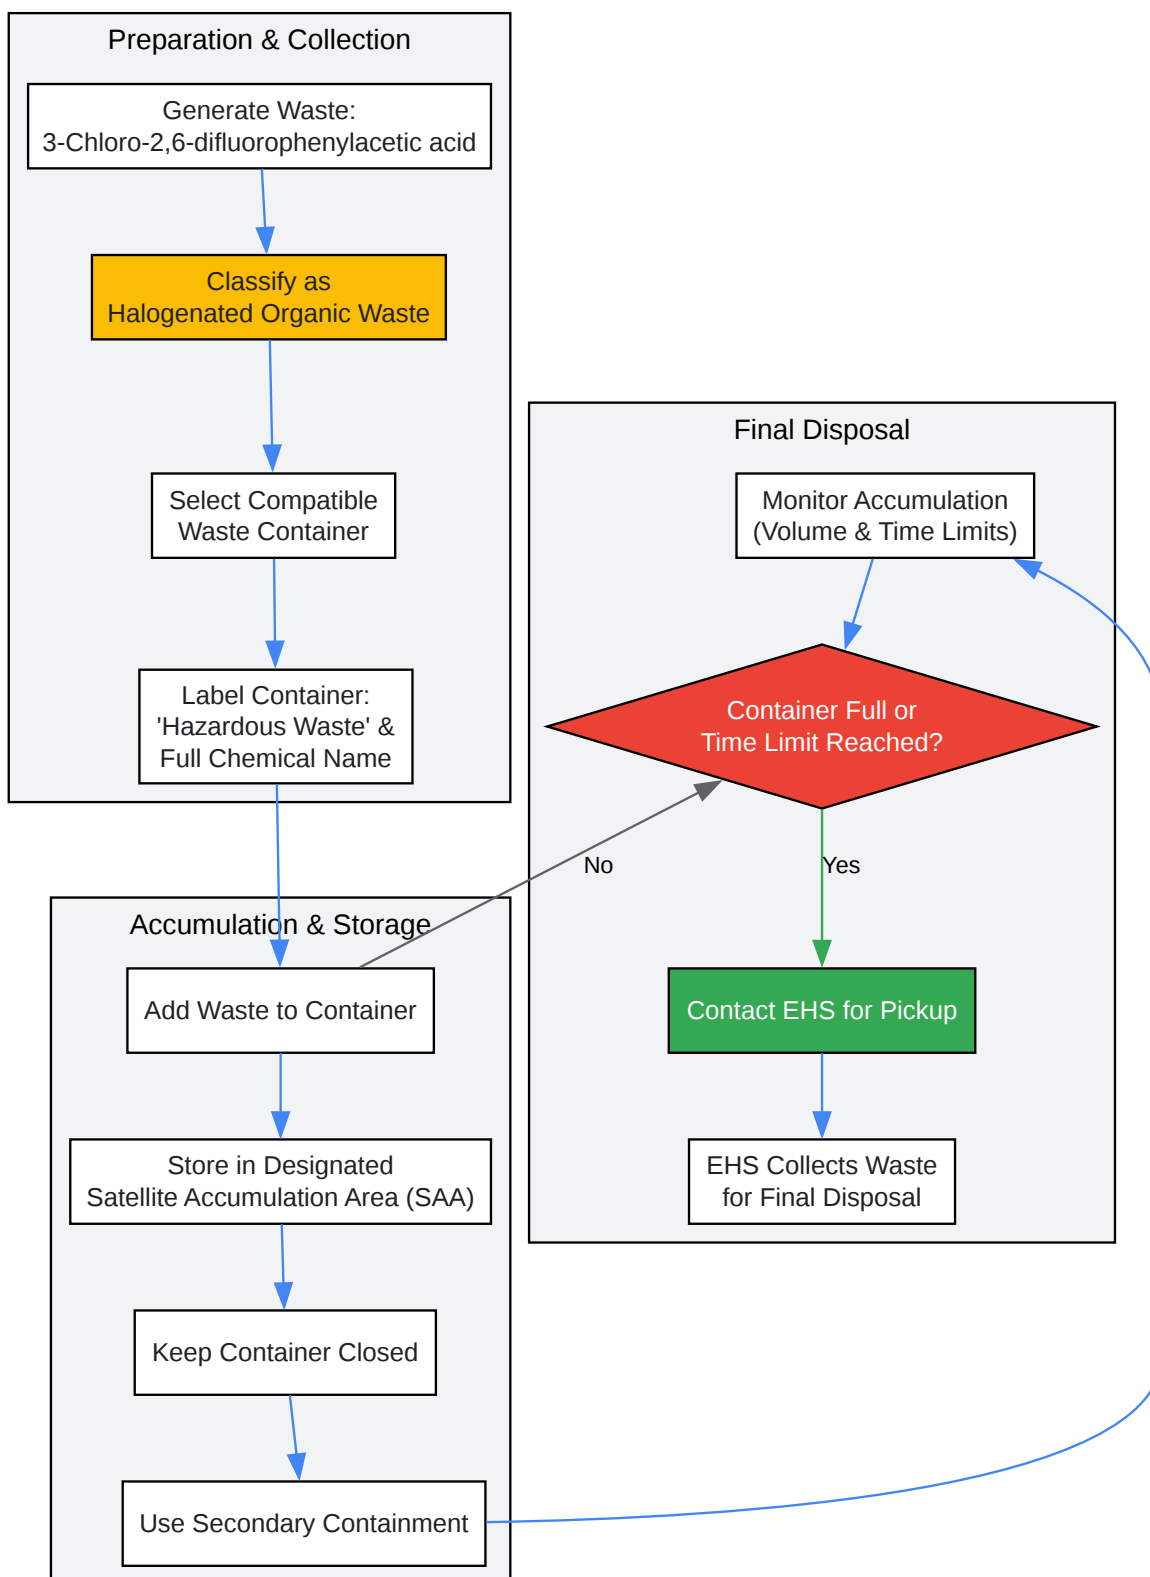 Preparation & Collection
Generate Waste:
3-Chloro-2,6-difluorophenylacetic acid
Classify as
Halogenated Organic Waste
Select Compatible
Waste Container
Label Container:
'Hazardous Waste' &
Full Chemical Name
Accumulation & Storage
Add Waste to Container
Store in Designated
Satellite Accumulation Area (SAA)
Keep Container Closed
Use Secondary Containment
Final Disposal
Monitor Accumulation
(Volume & Time Limits)
Container Full or
Time Limit Reached?
No
Yes
Contact EHS for Pickup
EHS Collects Waste
for Final Disposal